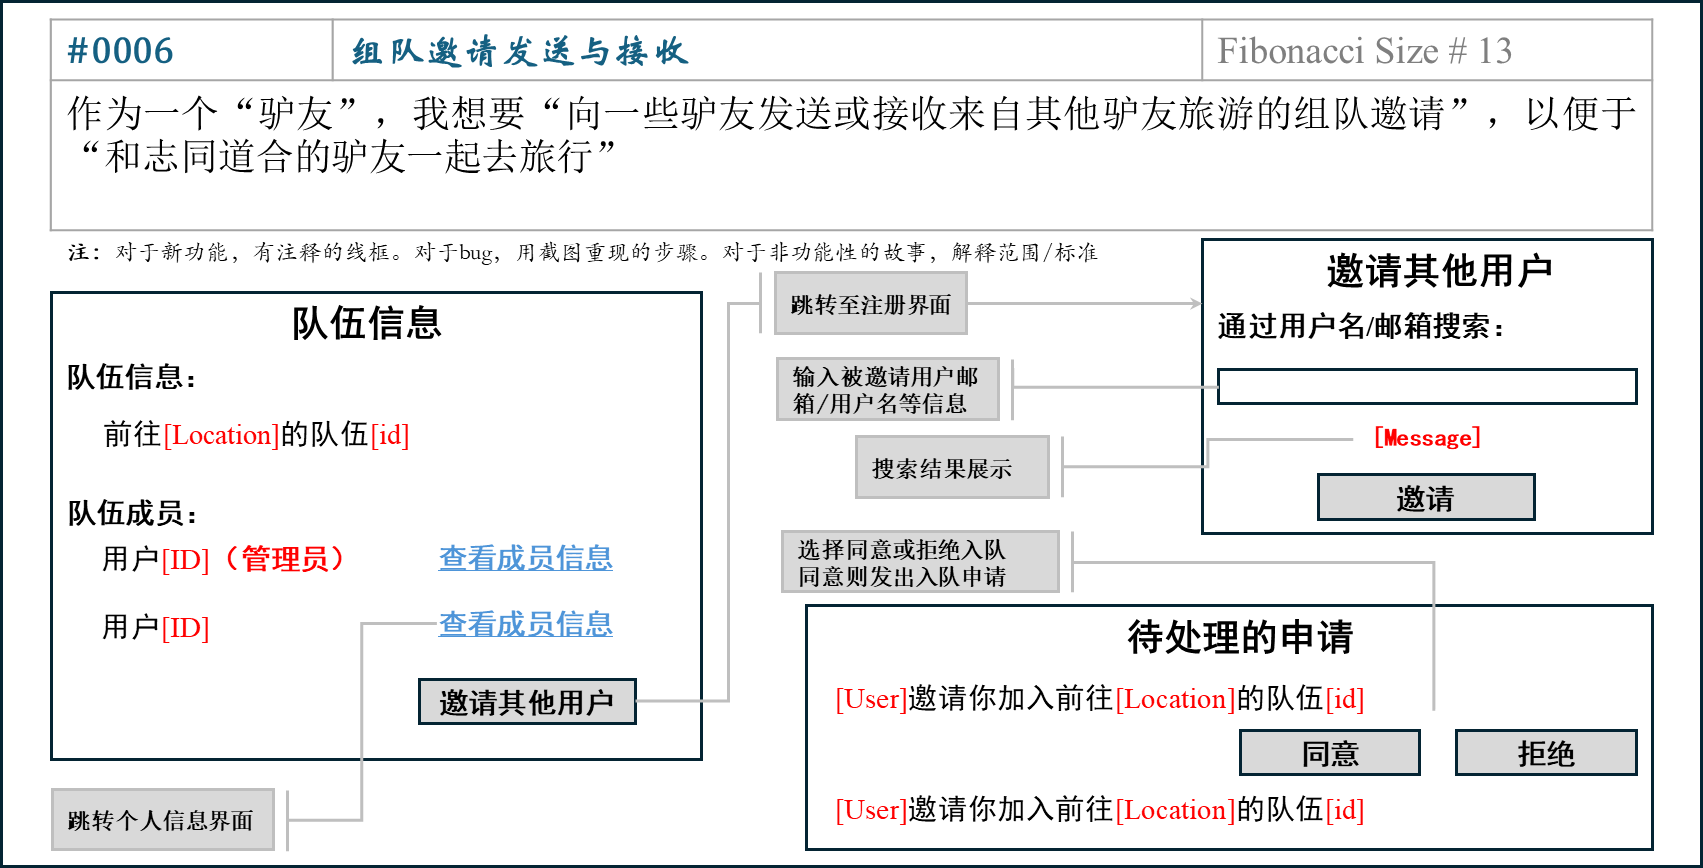 #0006
组队邀请发送与接收
Fibonacci Size # 13
作为一个“驴友”，我想要“向一些驴友发送或接收来自其他驴友旅游的组队邀请”，以便于
“和志同道合的驴友一起去旅行”
注：对于新功能，有注释的线框。对于bug，用截图重现的步骤。对于非功能性的故事，解释范围/标准
队伍信息
队伍信息：
前往[Location]的队伍[id]
队伍成员：
用户[ID]（管理员）
查看成员信息
用户[ID]
查看成员信息
邀请其他用户
跳转个人信息界面
跳转至注册界面
输入被邀请用户邮
箱/用户名等信息
搜索结果展示
选择同意或拒绝入队
同意则发出入队申请
邀请其他用户
通过用户名/邮箱搜索：
[Message]
邀请
待处理的申请
[User]邀请你加入前往[Location]的队伍[id]
同意
拒绝
[User]邀请你加入前往[Location]的队伍[id]